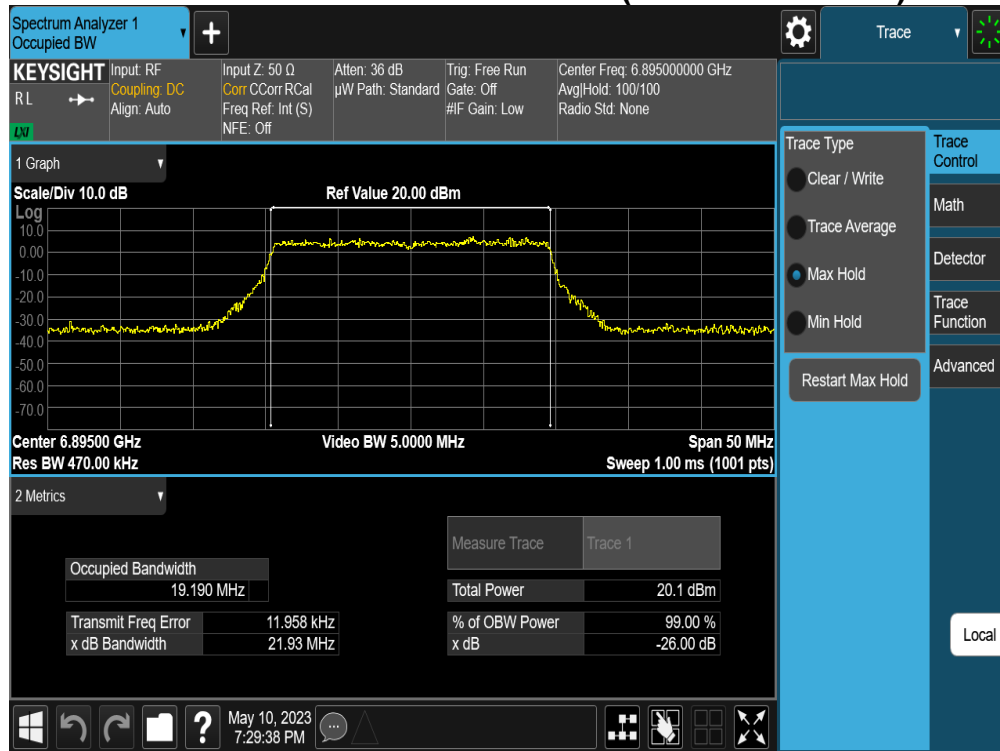 Spectrum Analyzer 1
Occupied BW
▼
+
Trace
▼
KEYSIGHT
RL
LXI
Input: RF
Coupling: DC
Align: Auto
Input Z: 50 Ω
Corr CCorr RCal
Freq Ref: Int (S)
NFE: Off
Atten: 36 dB
µW Path: Standard
Trig: Free Run
Gate: Off
#IF Gain: Low
Center Freq: 6.895000000 GHz
Avg|Hold: 100/100
Radio Std: None
1 Graph ▼
Scale/Div 10.0 dB
Ref Value 20.00 dBm
Log
10.0
0.00
-10.0
-20.0
-30.0
-40.0
-50.0
-60.0
-70.0
Center 6.89500 GHz
Video BW 5.0000 MHz
Span 50 MHz
Res BW 470.00 kHz
Sweep 1.00 ms (1001 pts)
2 Metrics ▼
Measure Trace
Trace 1
Occupied Bandwidth
19.190 MHz
Total Power
20.1 dBm
Transmit Freq Error
11.958 kHz
% of OBW Power
99.00 %
x dB Bandwidth
21.93 MHz
x dB
-26.00 dB
Trace Type
Clear / Write
Trace Average
Max Hold
Min Hold
Restart Max Hold
Trace
Control
Math
Detector
Trace
Function
Advanced
Local
?
May 10, 2023
7:29:38 PM